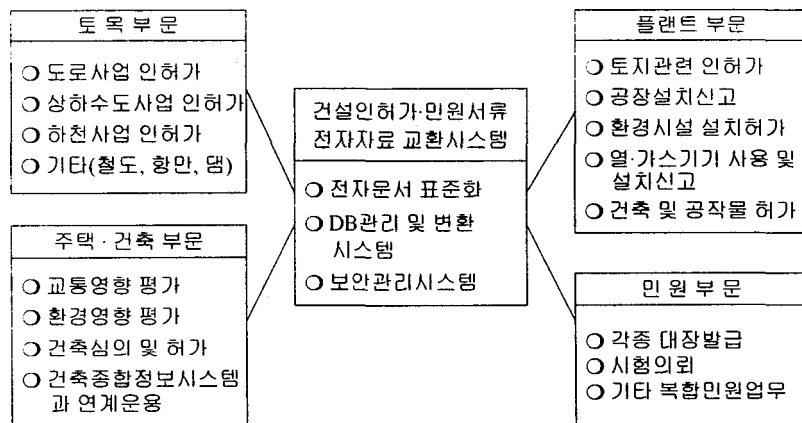 토 목 부 문
❍ 도로사업 인허가
❍ 상하수도사업 인허가
❍ 하천사업 인허가
❍ 기타(철도, 항만, 댐)
주택 · 건축 부문
❍ 교통영향 평가
❍ 환경영향 평가
❍ 건축심의 및 허가
❍ 건축종합정보시스템
과 연계운용
건설인허가·민원서류
전자자료 교환시스템
❍ 전자문서 표준화
❍ DB관리 및 변환
시스템
❍ 보안관리시스템
플랜트 부문
❍ 토지관련 인허가
❍ 공장설치신고
❍ 환경시설 설치허가
❍ 열·가스기기 사용 및
설치신고
❍ 건축 및 공작물 허가
민 원 부 문
❍ 각종 대장발급
❍ 시험의뢰
❍ 기타 복합민원업무